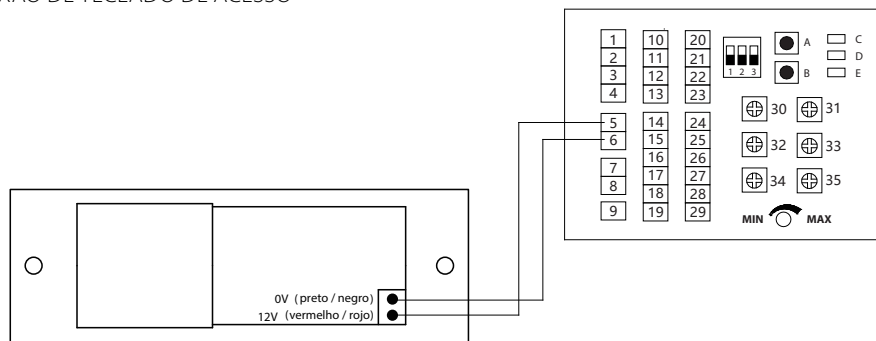 DE TECLADO DE ACESSO
1 10 20
2 11 21
3 12 22
4 13 23
5 14 24
6 15 25
16 26
7 17 27
8 18 28
9 19 29
1 2 3
A
B
C
D
E
30 31
32 33
34 35
MIN MAX
0V (preto / negro)
12V (vermelho / rojo)